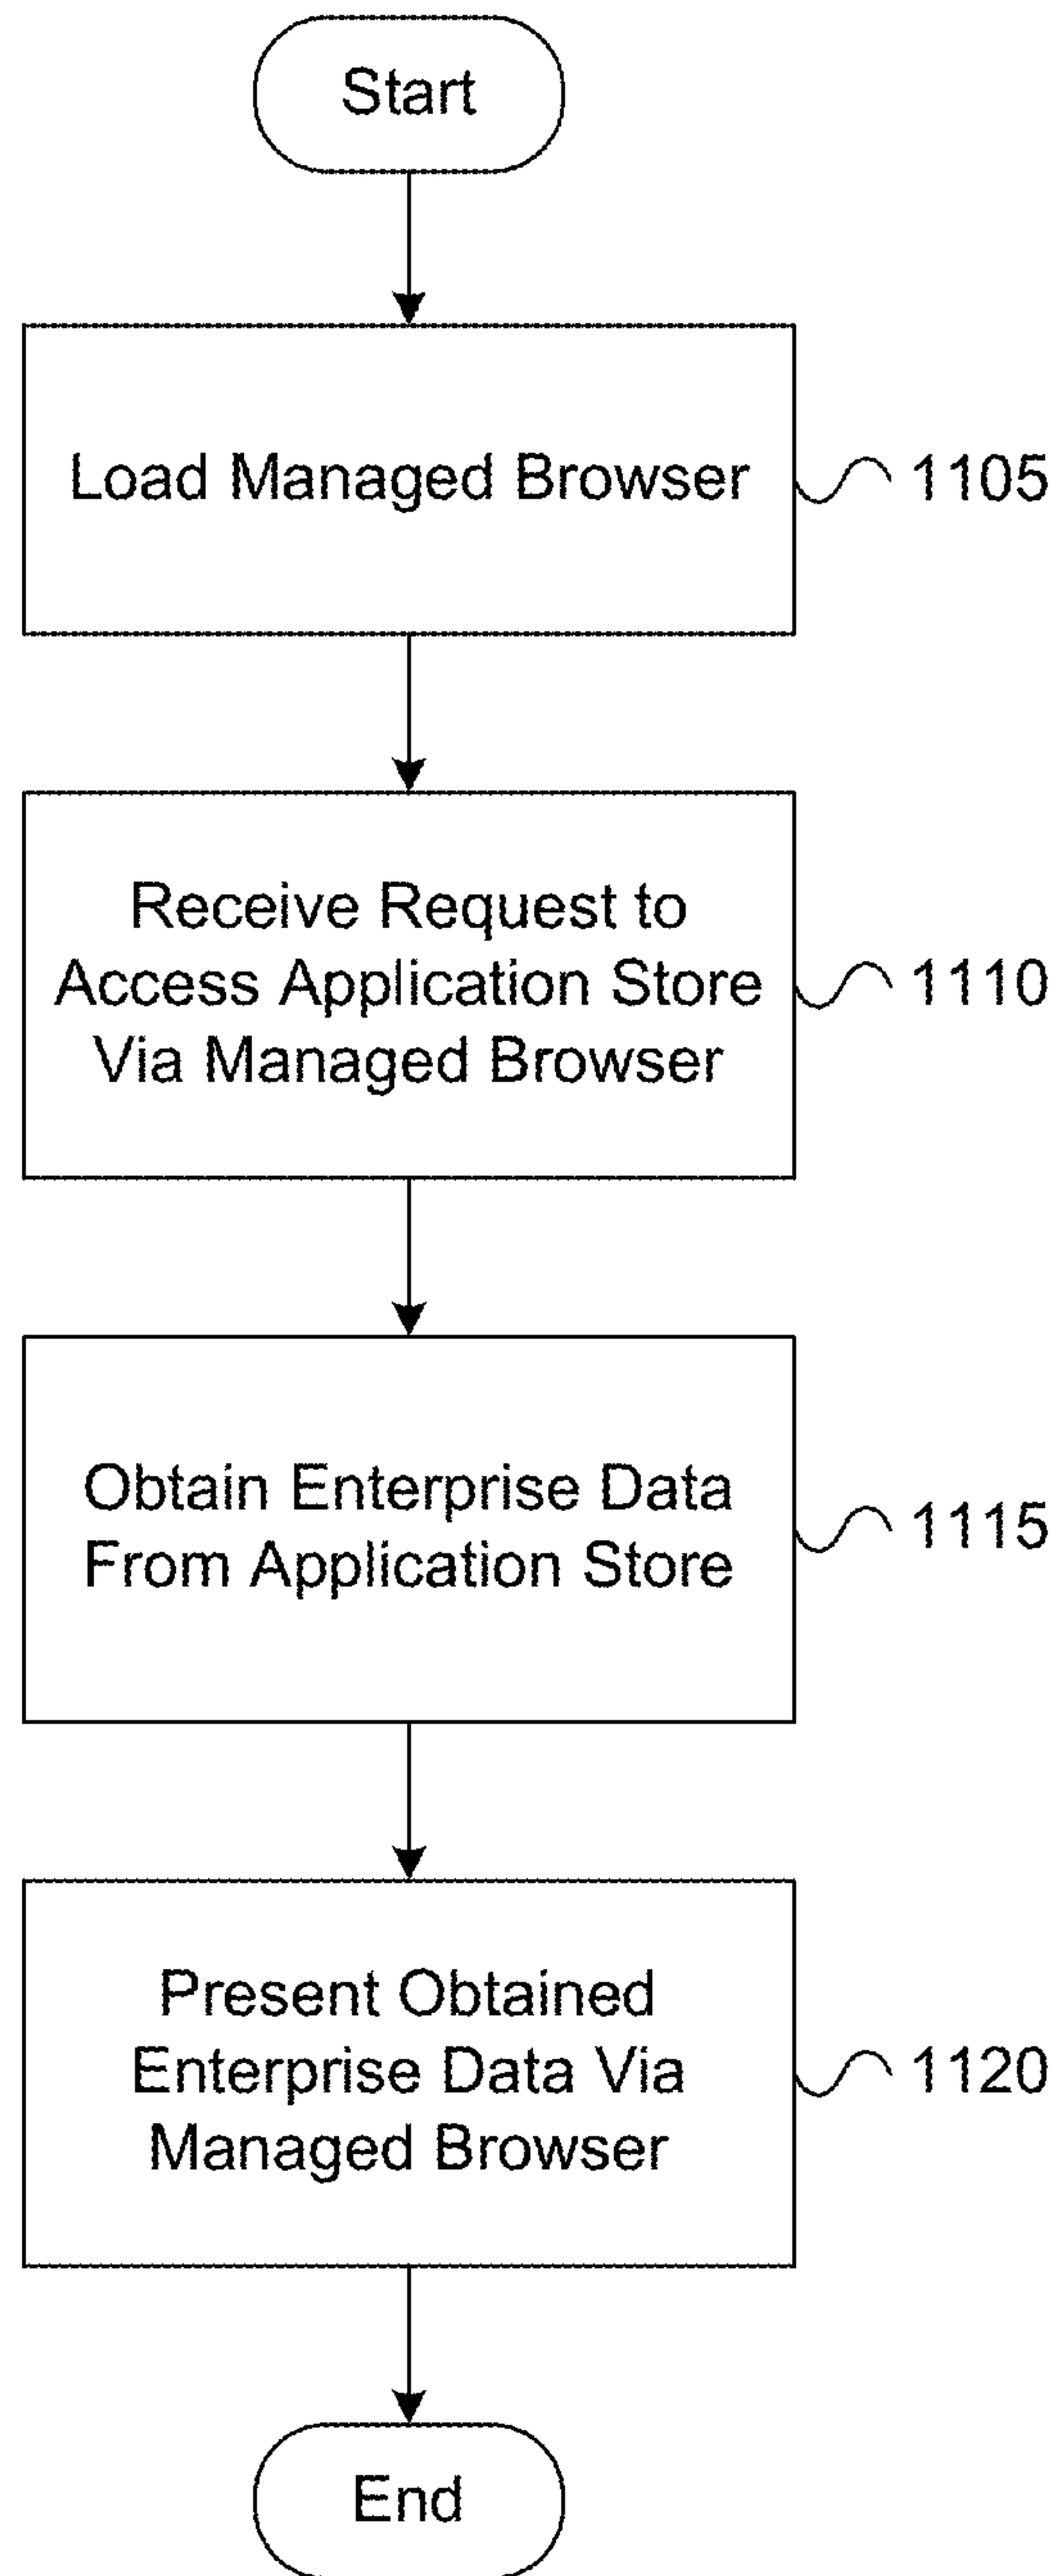 Start
Load Managed Browser
1105
Receive Request to
Access Application Store
Via Managed Browser
1110
Obtain Enterprise Data
From Application Store
1115
Present Obtained
Enterprise Data Via
Managed Browser
1120
End